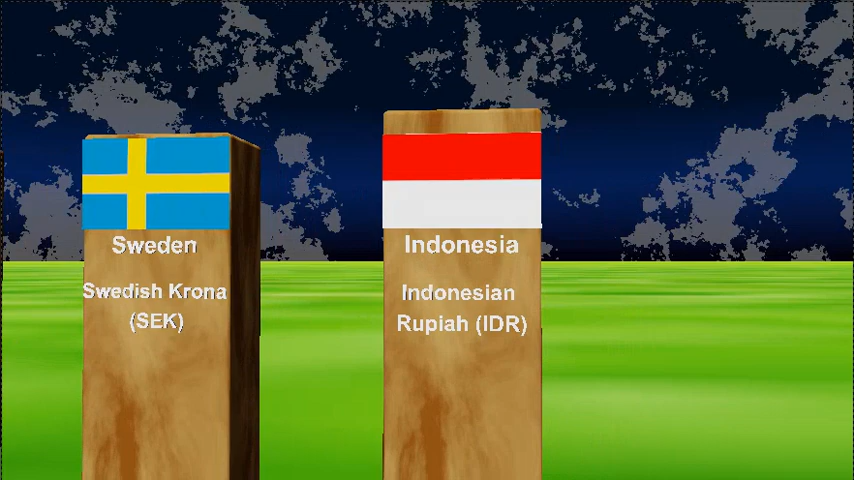 Sweden
Swedish Krona
(SEK)
Indonesia
Indonesian
Rupiah (IDR)